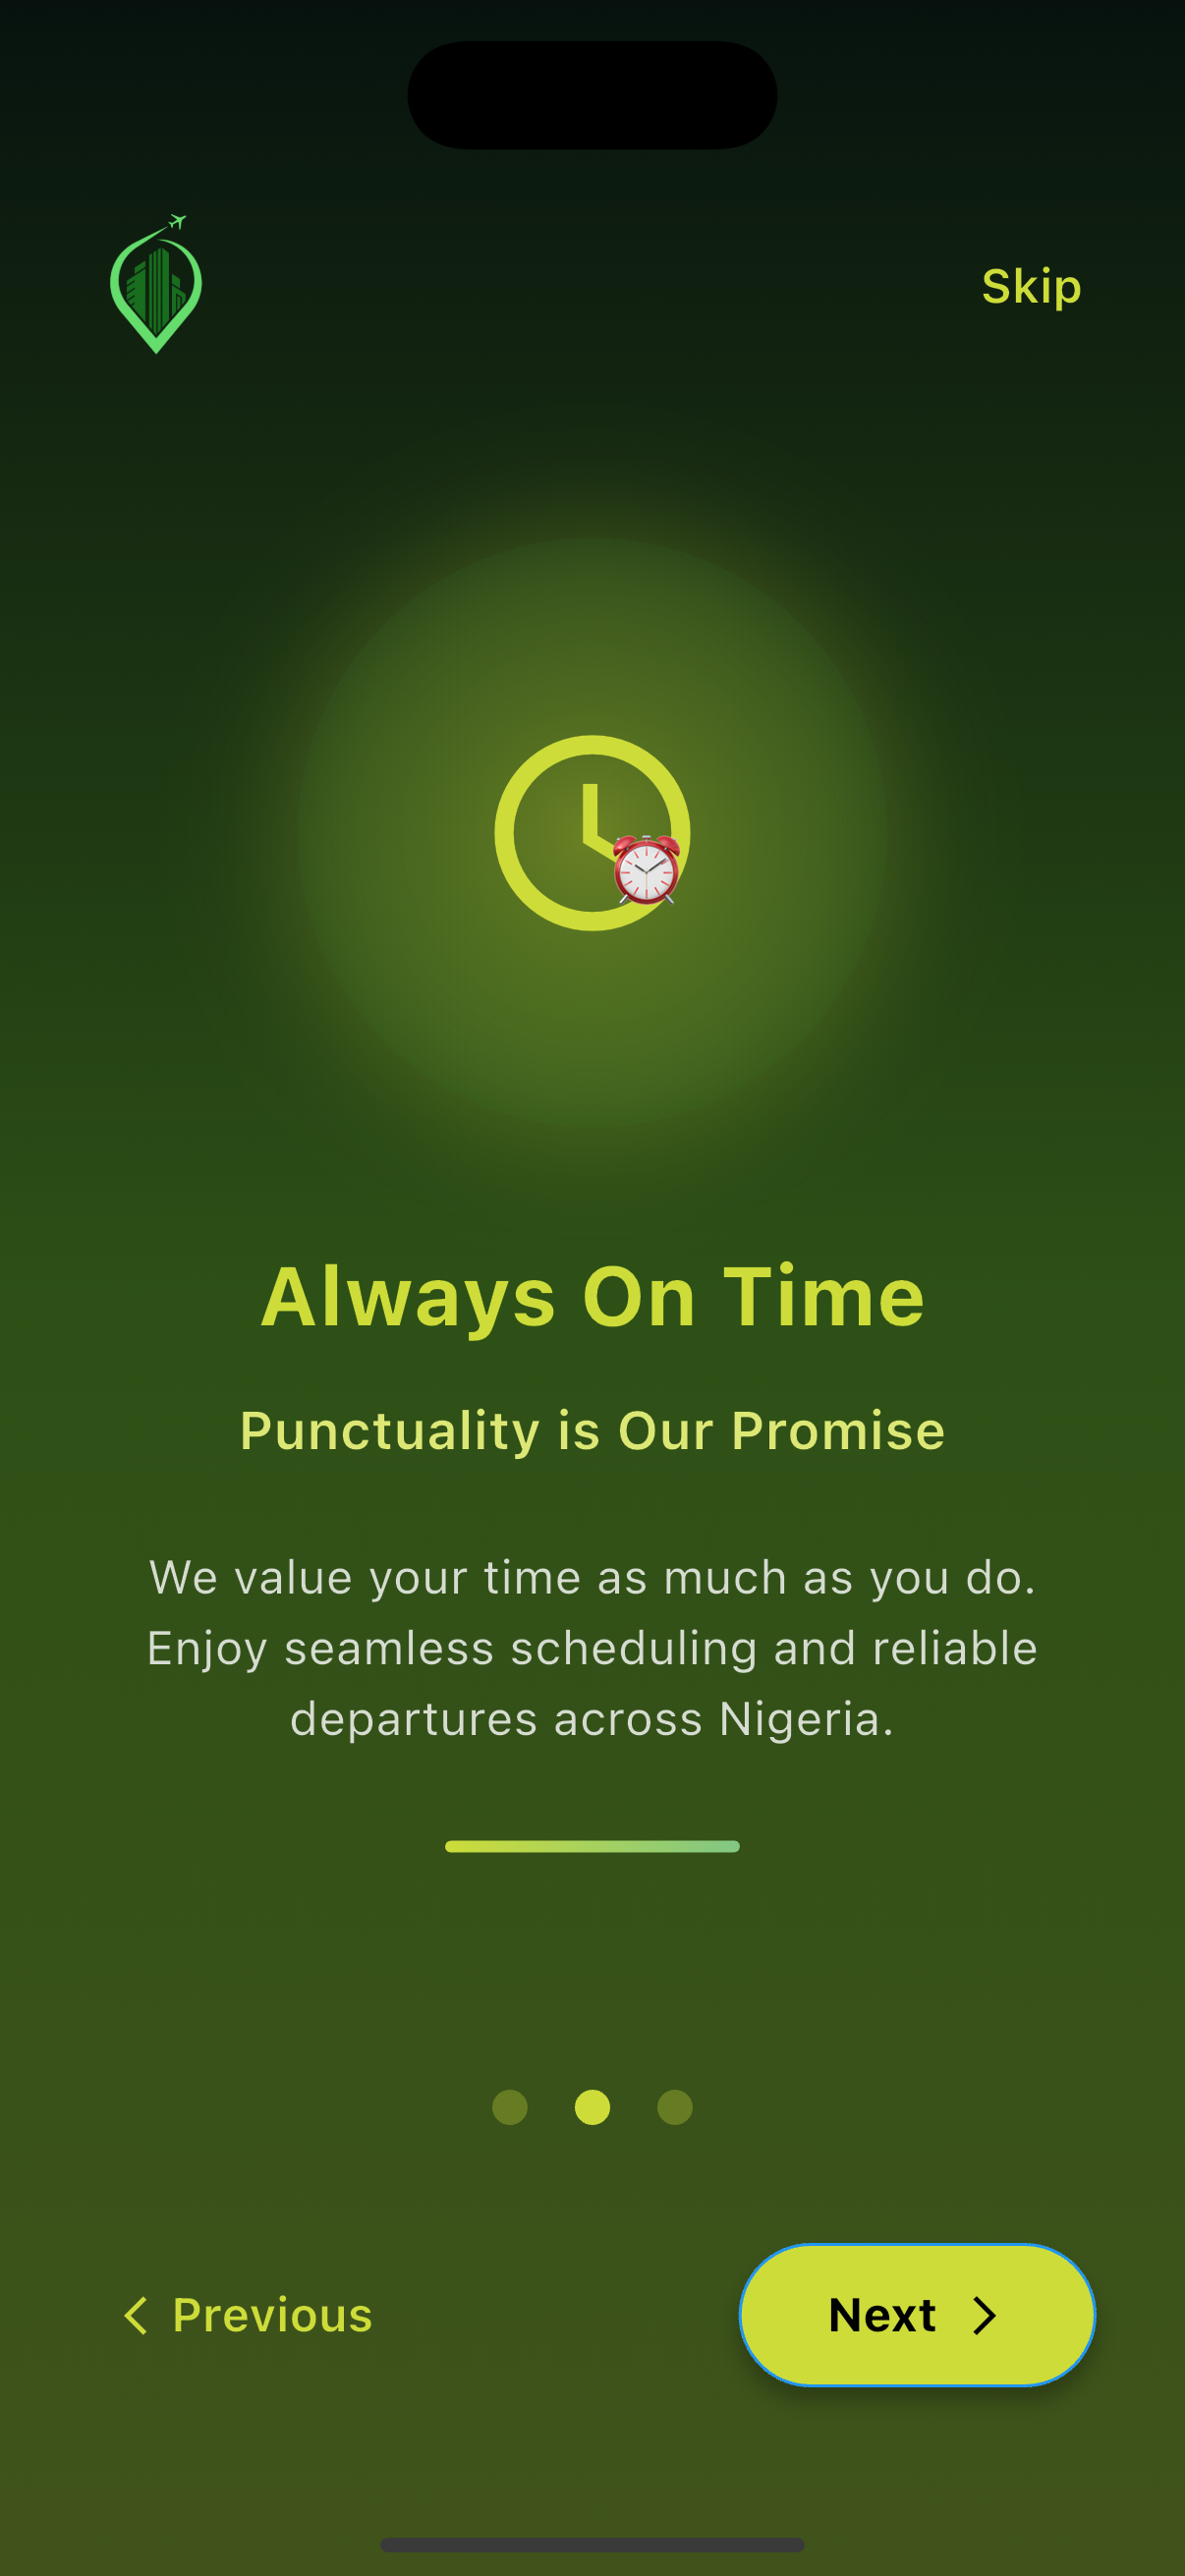 Skip
Always On Time
Punctuality is Our Promise
We value your time as much as you do.
Enjoy seamless scheduling and reliable
departures across Nigeria.
Previous
Next